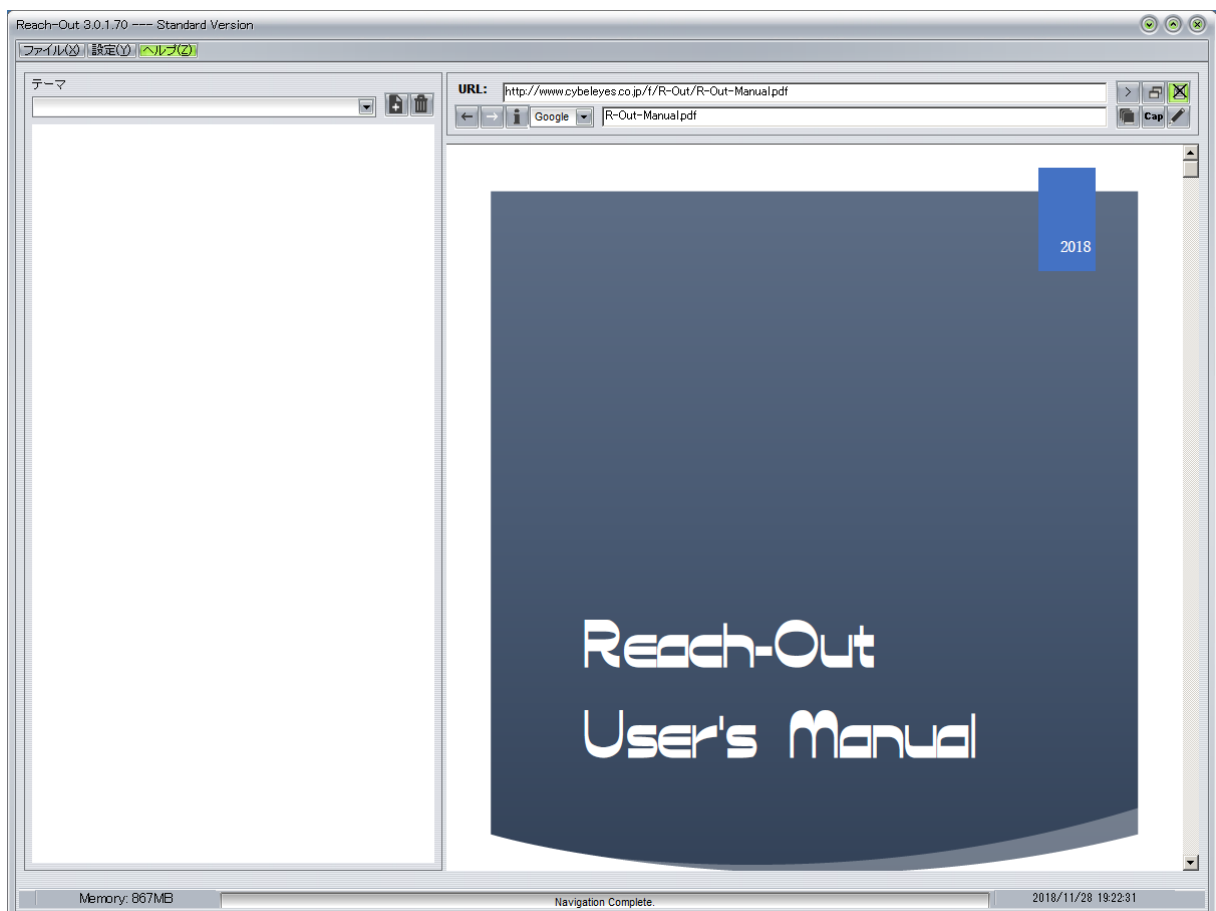 Reach-Out 3.0.1.70 --- Standard Version
ファイル(X) 設定(Y) ヘルプ(Z)
テーマ
URL: http://www.cybeleyes.co.jp/f/R-Out/R-Out-Manual.pdf
Google R-Out-Manual.pdf Cap
2018
Reach-Out
User's Manual
Memory: 867MB Navigation Complete. 2018/11/28 19:22:31